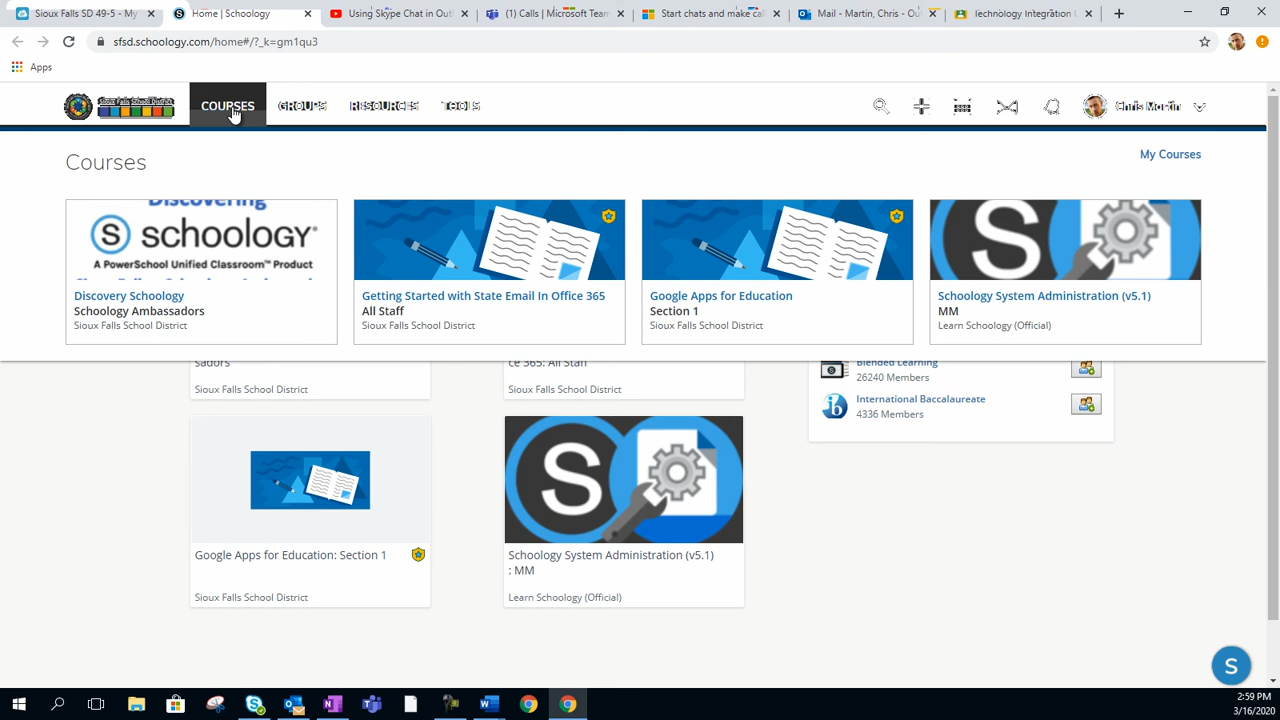 Sioux Falls SD 49-5 - My
Home | Schoology
Using Skype Chat in Out
(1) Calls | Microsoft Team
Start chats and make cal
Mail - Martin, Chris - Ou
Technology Integration C
sfsd.schoology.com/home#/?_k=gm1qu3
Apps
Sioux Falls School District
COURSES
GROUPS
RESOURCES
TOOLS
Chris Martin
Courses
My Courses
Discovering
S schoology®
A PowerSchool Unified Classroom™ Product
Discovery Schoology
Schoology Ambassadors
Sioux Falls School District
Getting Started with State Email In Office 365
All Staff
Sioux Falls School District
Google Apps for Education
Section 1
Sioux Falls School District
S
Schoology System Administration (v5.1)
MM
Learn Schoology (Official)
sadors
Sioux Falls School District
ce 365: All Staff
Sioux Falls School District
Blended Learning
26240 Members
International Baccalaureate
4336 Members
Google Apps for Education: Section 1
Sioux Falls School District
S
Schoology System Administration (v5.1)
: MM
Learn Schoology (Official)
S
2:59 PM
3/16/2020